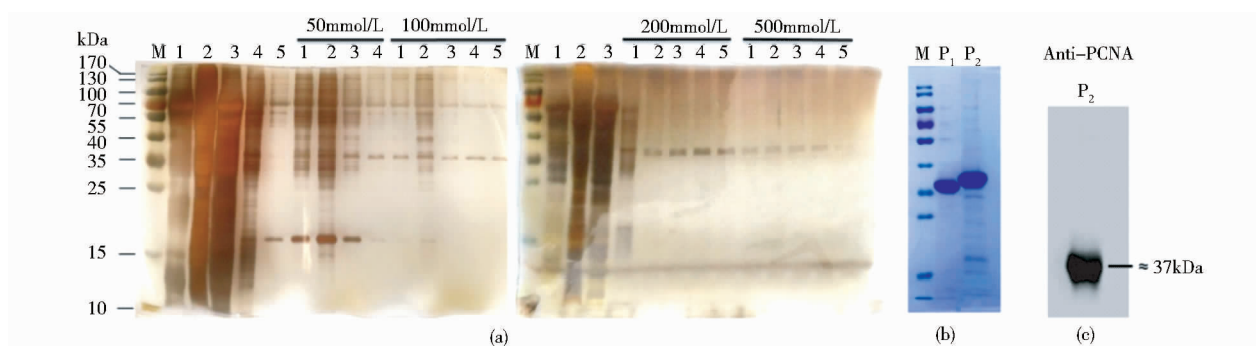 50mmol/L 100mmol/L 200mmol/L 500mmol/L
kDa M 1 2 3 4 5 1 2 3 4 1 2 3 4 5 M 1 2 3 1 2 3 4 5 1 2 3 4 5 M P₁ P₂ Anti-PCNA
P₂
170
130
100
70
55
40
35
25
15
10
≈37kDa
(a) (b) (c)